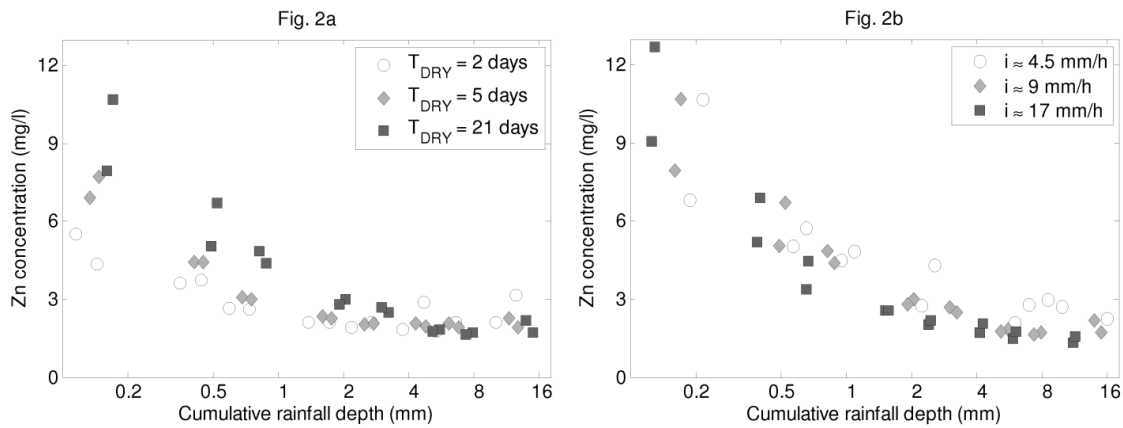 Fig. 2a
Zn concentration (mg/l)
12
9
6
3
0
T_DRY = 2 days
T_DRY = 5 days
T_DRY = 21 days
0.2 0.5 1 2 4 8 16
Cumulative rainfall depth (mm)
Fig. 2b
Zn concentration (mg/l)
12
9
6
3
0
i ≈ 4.5 mm/h
i ≈ 9 mm/h
i ≈ 17 mm/h
0.2 0.5 1 2 4 8 16
Cumulative rainfall depth (mm)